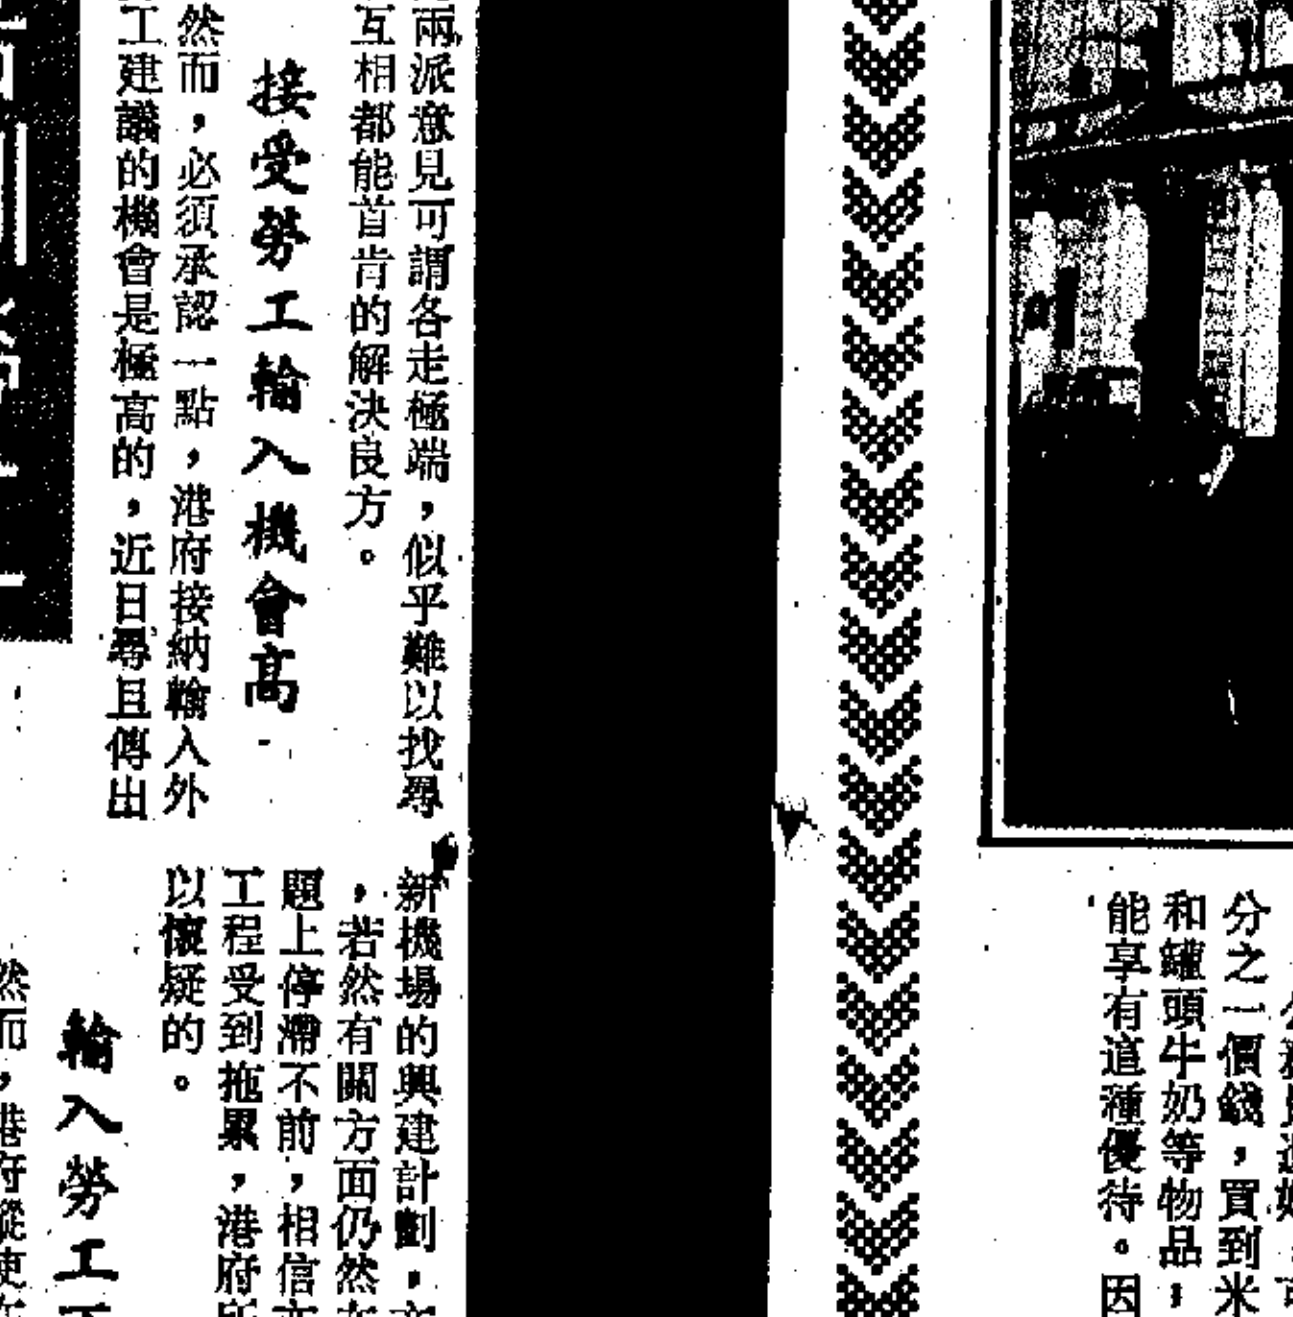 兩派意見可謂各走極端，似乎難以找尋
互相都能首肯的解決良方。
接受勞工輸入機會高
然而，必須承認一點，港府接納輸入外
工建議的機會是極高的，近日尋且傳出
新機場的興建計劃，
，若然有關方面仍然
題上停滯不前，相信
工程受到拖累，港府
以懷疑的。
輸入勞工
然而，港府縱使
分之一價錢，買到米
和罐頭牛奶等物品，
能享有這種優待。因